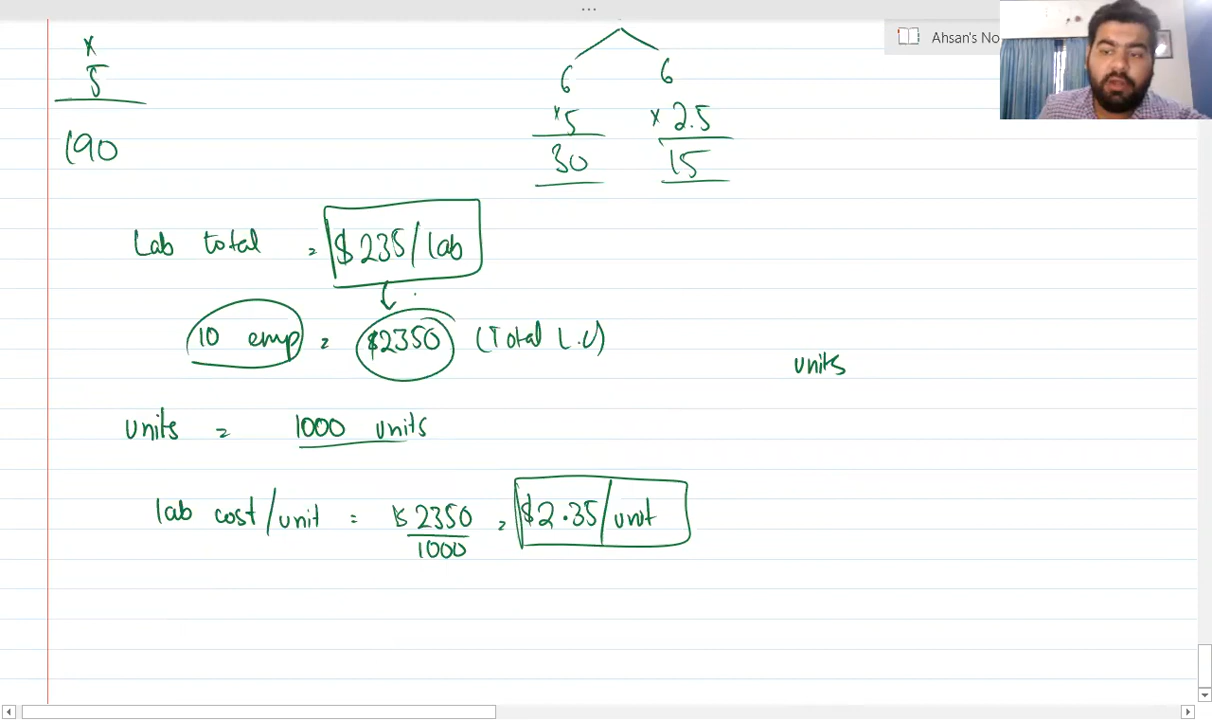 Ahsan's No
x
5
190
6 6
x5 x 2.5
30 15
Lab total = $235/lab
10 emp = $2350 (Total L.C)
units
units = 1000 units
lab cost/unit = $2350 = $2.35/unit
1000